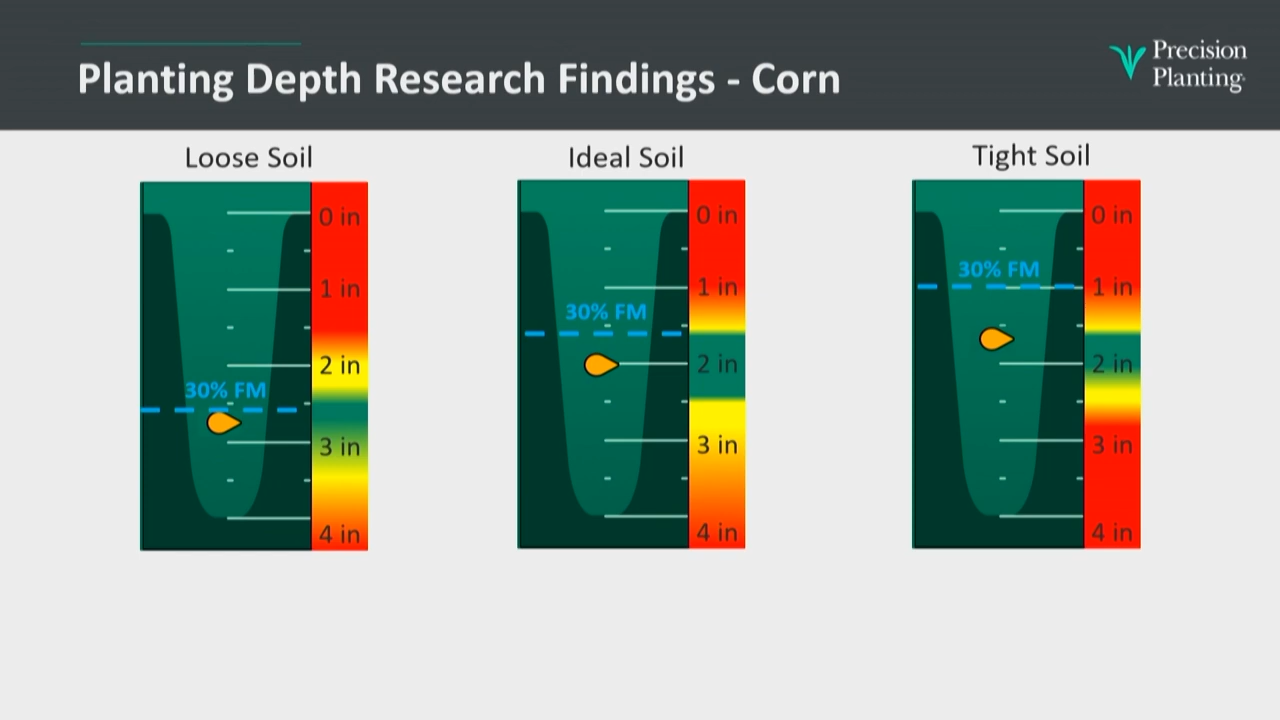 Planting Depth Research Findings - Corn
Precision
Planting
Loose Soil
0 in
1 in
2 in
30% FM
3 in
4 in
Ideal Soil
0 in
1 in
30% FM
2 in
3 in
4 in
Tight Soil
0 in
30% FM
1 in
2 in
3 in
4 in